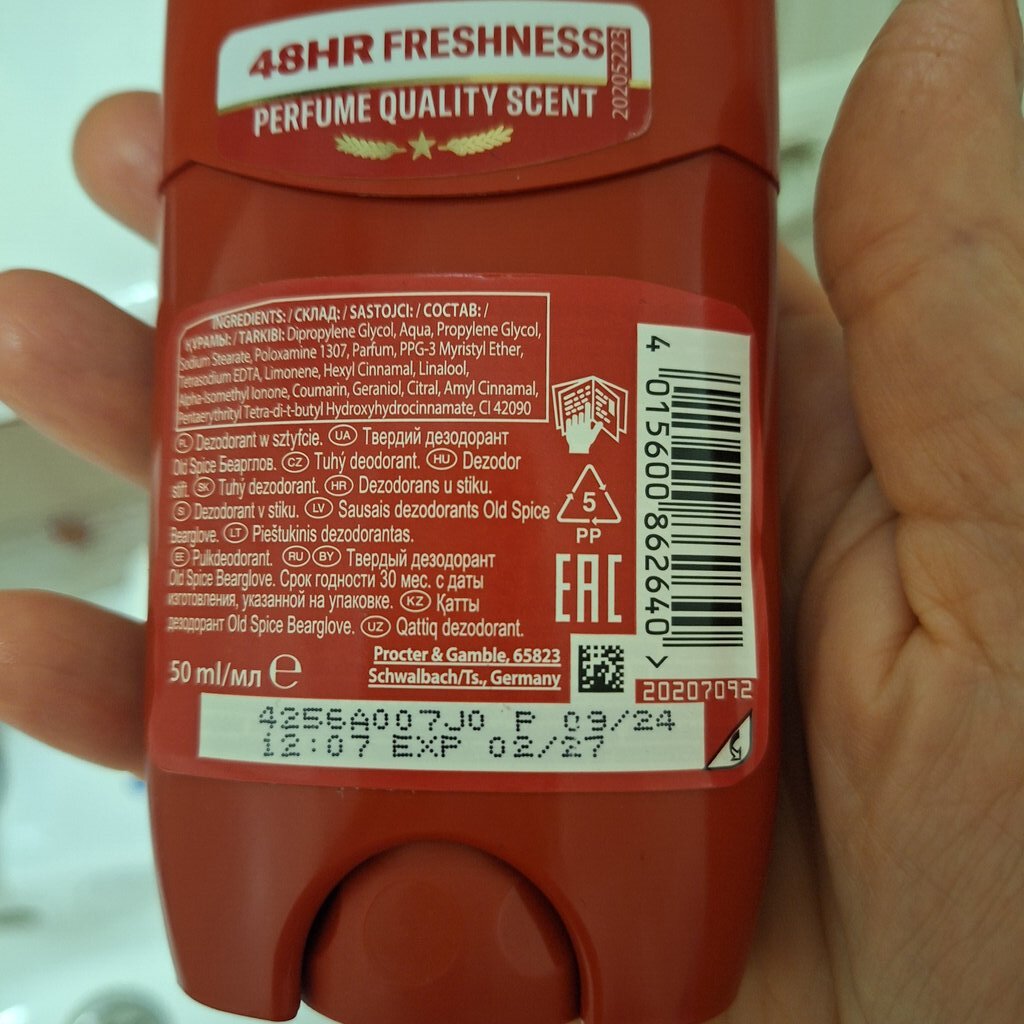 48HR FRESHNESS
20205223
PERFUME QUALITY SCENT
INGREDIENTS: / СКЛАД: / SASTOJCI: / СОСТАВ: /
ҚҰРАМЫ: / TARKIBI: Dipropylene Glycol, Aqua, Propylene Glycol,
Sodium Stearate, Poloxamine 1307, Parfum, PPG-3 Myristyl Ether,
Tetrasodium EDTA, Limonene, Hexyl Cinnamal, Linalool,
Alpha-Isomethyl Ionone, Coumarin, Geraniol, Citral, Amyl Cinnamal,
Pentaerythrityl Tetra-di-t-butyl Hydroxyhydrocinnamate, CI 42090
PL Dezodorant w sztyfcie. UA Твердий дезодорант
Old Spice Беарглов. CZ Tuhý deodorant. HU Dezodor
stift. SK Tuhý dezodorant. HR Dezodorans u stiku.
SI Dezodorant v stiku. LV Sausais dezodorants Old Spice
Bearglove. LT Pieštukinis dezodorantas.
EE Pulkdeodorant. RU BY Твердый дезодорант
Old Spice Bearglove. Срок годности 30 мес. с даты
изготовления, указанной на упаковке. KZ Қатты
дезодорант Old Spice Bearglove. UZ Qattiq dezodorant.
Procter & Gamble, 65823
Schwalbach/Ts., Germany
50 ml/мл e
5
PP
EAC
4 015600 862640 >
20207092
4256A007J0 P 09/24
12:07 EXP 02/27